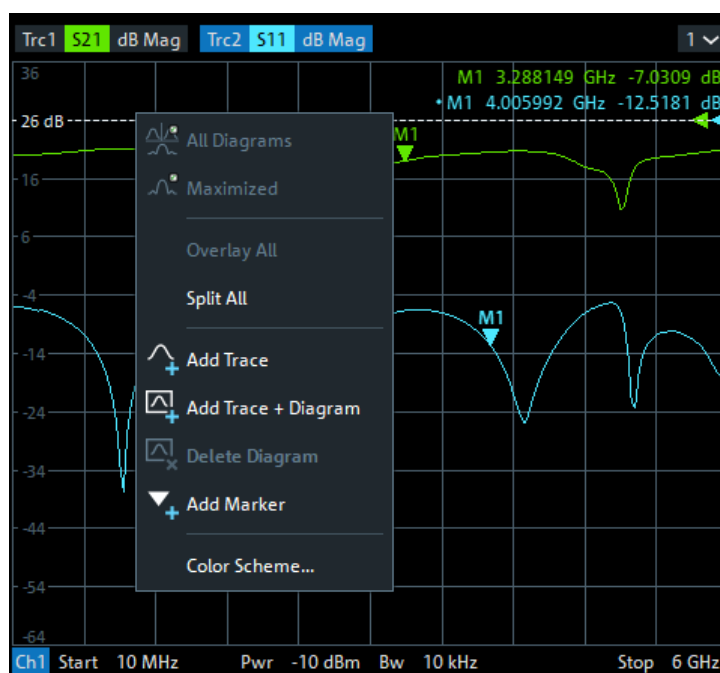 Trc1 S21 dB Mag Trc2 S11 dB Mag 1
36
M1 3.288149 GHz -7.0309 dB
•M1 4.005992 GHz -12.5181 dB
26 dB
M1
All Diagrams
16
Maximized
6
Overlay All
-4
Split All
M1
-14
Add Trace
-24
Add Trace + Diagram
Delete Diagram
-34
Add Marker
-44
Color Scheme...
-54
-64
Ch1 Start 10 MHz Pwr -10 dBm Bw 10 kHz Stop 6 GHz